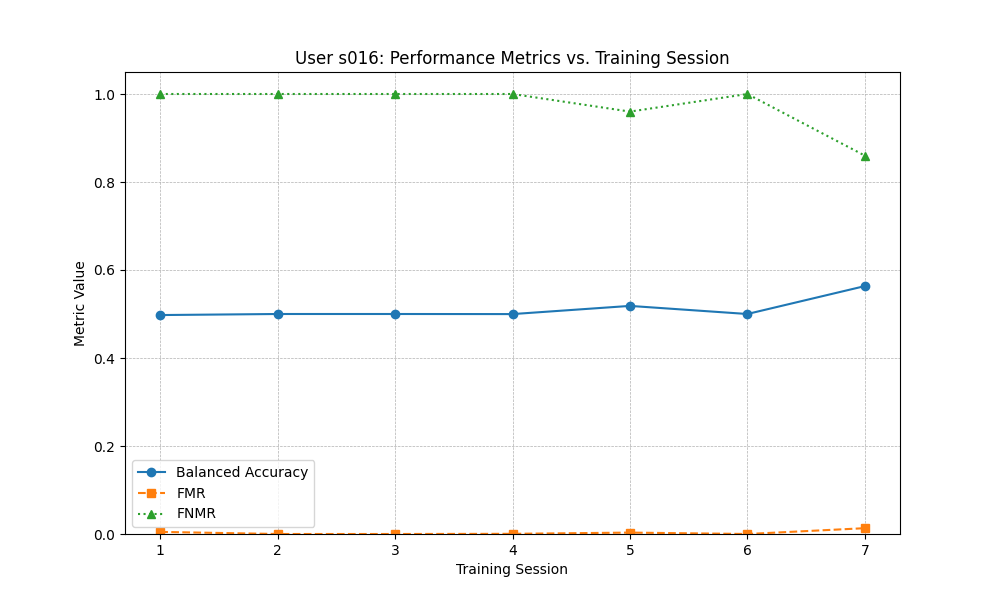 User s016: Performance Metrics vs. Training Session
1.0
0.8
0.6
0.4
0.2
0.0
Metric Value
Balanced Accuracy
FMR
FNMR
1 2 3 4 5 6 7
Training Session